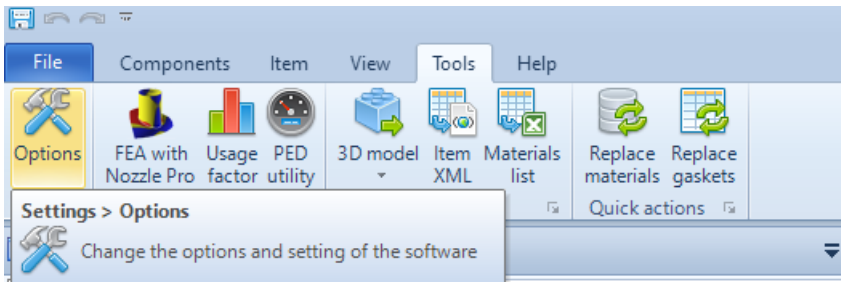 File Components Item View Tools Help
Options FEA with Usage PED 3D model Item Materials Replace Replace
Nozzle Pro factor utility XML list materials gaskets
Settings > Options Quick actions
Change the options and setting of the software